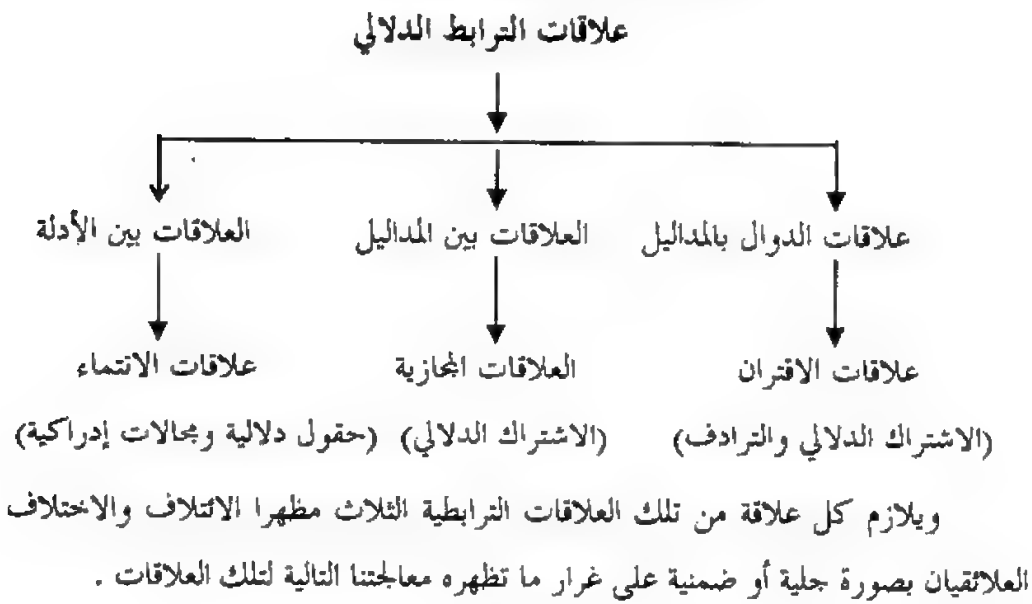 علاقات الترابط الدلالي
علاقات الدوال بالمداليل العلاقات بين المداليل العلاقات بين الأدلة
علاقات الاقتران العلاقات المجازية علاقات الانتماء
(الاشتراك الدلالي والترادف) (الاشتراك الدلالي) (حقول دلالية ومجالات إدراكية)
ويلازم كل علاقة من تلك العلاقات الترابطية الثلاث مظهرا الائتلاف والاختلاف
العلائقيان بصورة جلية أو ضمنية على غرار ما تظهره معالجتنا التالية لتلك العلاقات .